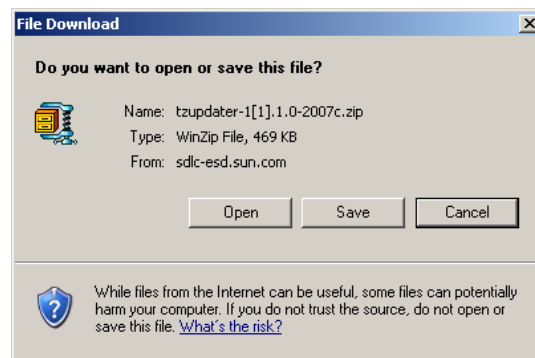 File Download
Do you want to open or save this file?
Name: tzupdater-1[1].1.0-2007c.zip
Type: WinZip File, 469 KB
From: sdlc-esd.sun.com
Open Save Cancel
While files from the Internet can be useful, some files can potentially
harm your computer. If you do not trust the source, do not open or
save this file. What's the risk?